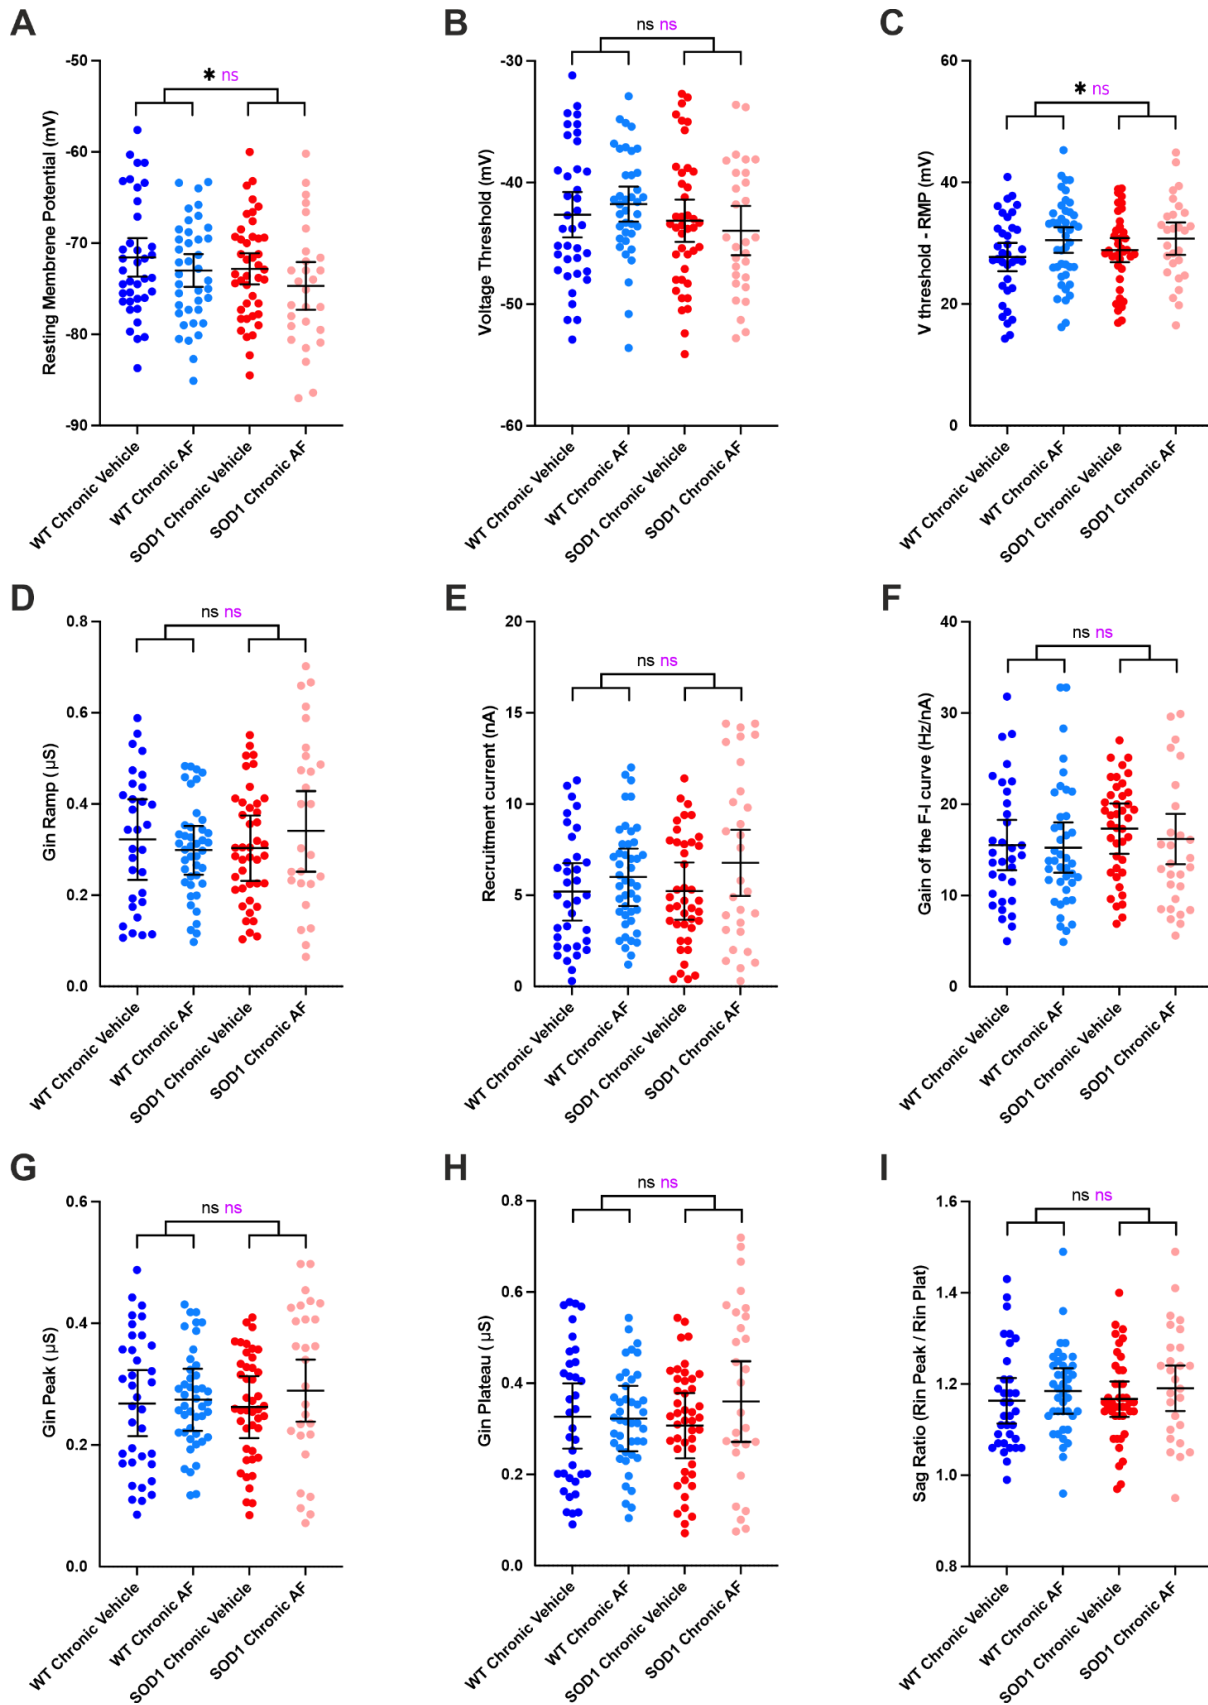 A
B
C
* ns
ns ns
* ns
Resting Membrene Potential (mV)
-50
-60
-70
-80
-90
WT Chronic Vehicle
WT Chronic AF
SOD1 Chronic Vehicle
SOD1 Chronic AF
Voltage Threshold (mV)
-30
-40
-50
-60
WT Chronic Vehicle
WT Chronic AF
SOD1 Chronic Vehicle
SOD1 Chronic AF
V threshold - RMP (mV)
60
40
20
0
WT Chronic Vehicle
WT Chronic AF
SOD1 Chronic Vehicle
SOD1 Chronic AF
D
E
F
ns ns
ns ns
ns ns
Gin Ramp (µS)
0.8
0.6
0.4
0.2
0.0
WT Chronic Vehicle
WT Chronic AF
SOD1 Chronic Vehicle
SOD1 Chronic AF
Recruitment current (nA)
20
15
10
5
0
WT Chronic Vehicle
WT Chronic AF
SOD1 Chronic Vehicle
SOD1 Chronic AF
Gain of the F-I curve (Hz/nA)
40
30
20
10
0
WT Chronic Vehicle
WT Chronic AF
SOD1 Chronic Vehicle
SOD1 Chronic AF
G
H
I
ns ns
ns ns
ns ns
Gin Peak (µS)
0.6
0.4
0.2
0.0
WT Chronic Vehicle
WT Chronic AF
SOD1 Chronic Vehicle
SOD1 Chronic AF
Gin Plateau (µS)
0.8
0.6
0.4
0.2
0.0
WT Chronic Vehicle
WT Chronic AF
SOD1 Chronic Vehicle
SOD1 Chronic AF
Sag Ratio (Rin Peak / Rin Plat)
1.6
1.4
1.2
1.0
0.8
WT Chronic Vehicle
WT Chronic AF
SOD1 Chronic Vehicle
SOD1 Chronic AF